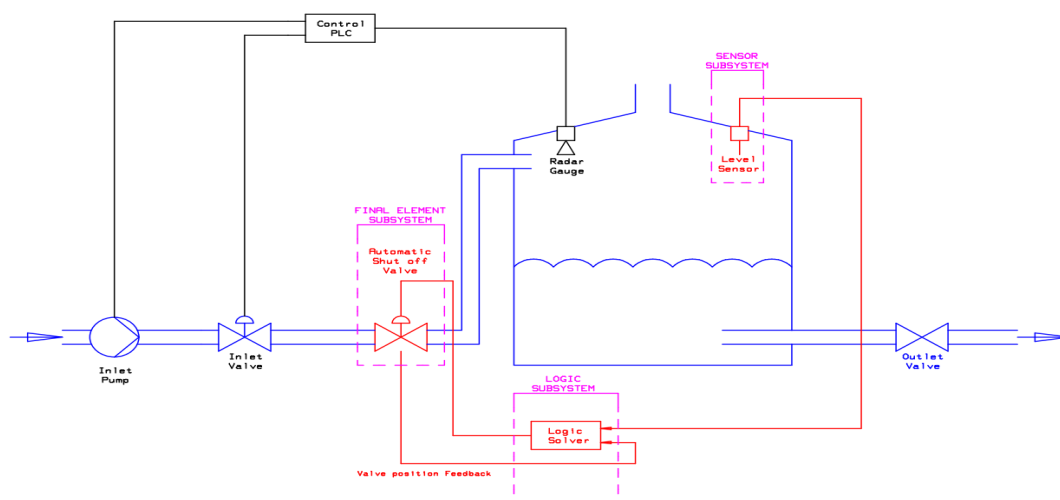 Control
PLC
SENSOR
SUBSYSTEM
Radar
Gauge
Level
Sensor
FINAL ELEMENT
SUBSYSTEM
Automatic
Shut off
Valve
Inlet
Pump
Inlet
Valve
Outlet
Valve
LOGIC
SUBSYSTEM
Logic
Solver
Valve position Feedback